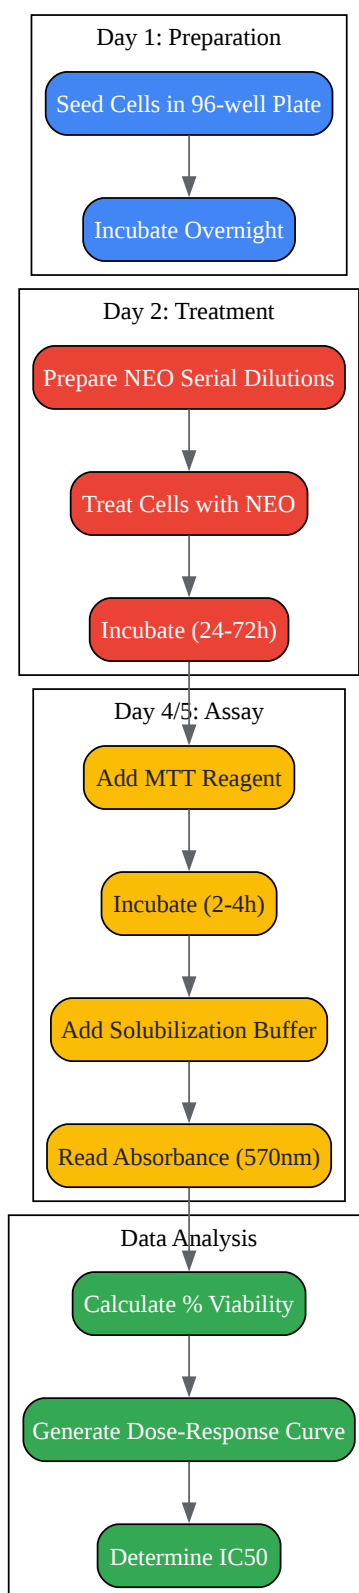 Day 1: Preparation
Seed Cells in 96-well Plate
Incubate Overnight
Day 2: Treatment
Prepare NEO Serial Dilutions
Treat Cells with NEO
Incubate (24-72h)
Day 4/5: Assay
Add MTT Reagent
Incubate (2-4h)
Add Solubilization Buffer
Read Absorbance (570nm)
Data Analysis
Calculate % Viability
Generate Dose-Response Curve
Determine IC50